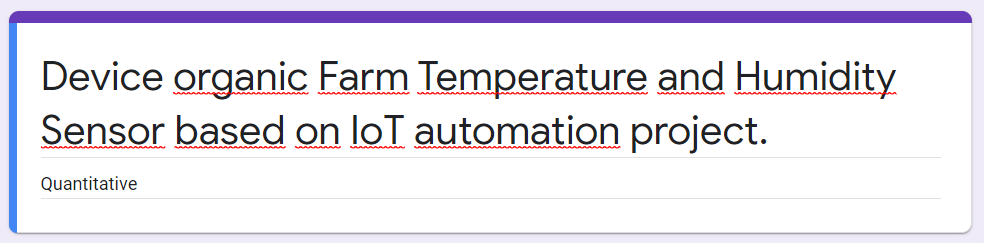 Device organic Farm Temperature and Humidity
Sensor based on IoT automation project.
Quantitative